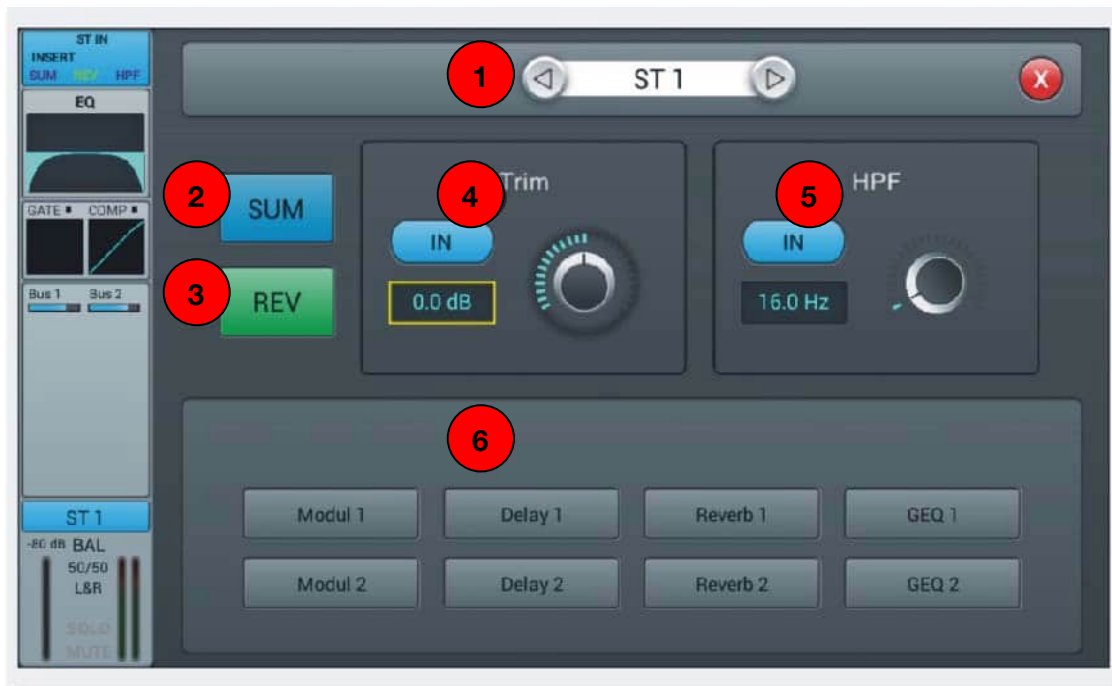 ST IN
INSERT
SUM REV HPF
EQ
GATE COMP
Bus 1 Bus 2
ST 1
-80 dB BAL
50/50
L&R
SOLO
MUTE
1
ST 1
X
2
SUM
3
REV
4
Trim
IN
0.0 dB
5
HPF
IN
16.0 Hz
6
Modul 1 Delay 1 Reverb 1 GEQ 1
Modul 2 Delay 2 Reverb 2 GEQ 2